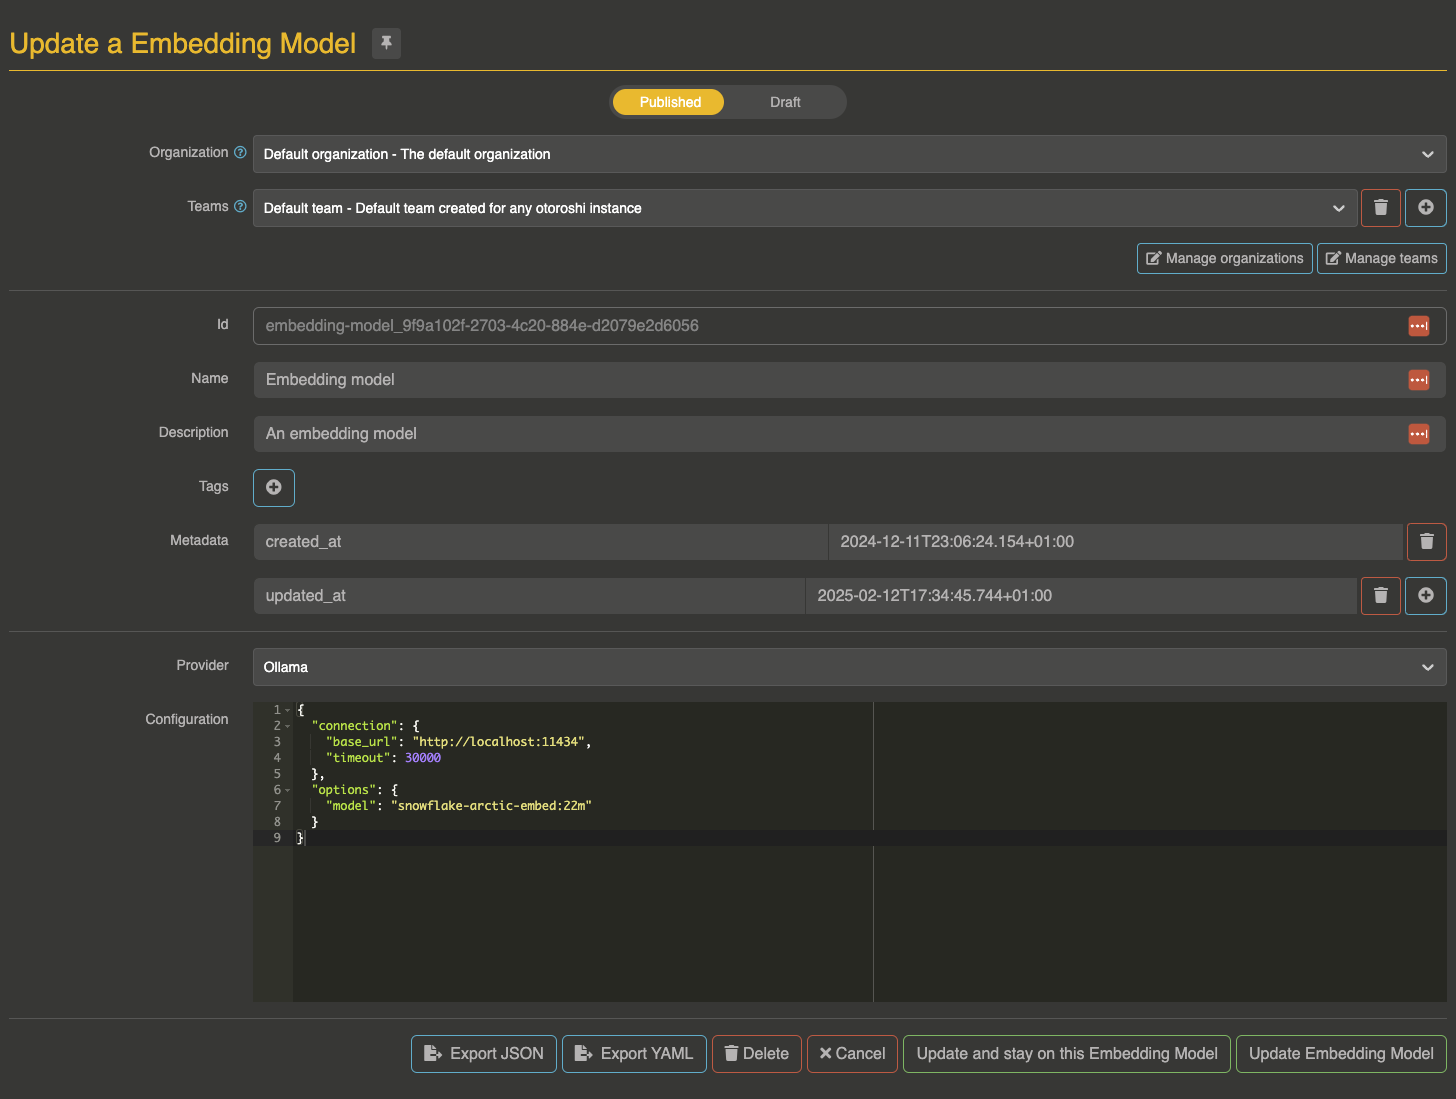 Update a Embedding Model
Published Draft
Organization Default organization - The default organization
Teams Default team - Default team created for any otoroshi instance
Manage organizations Manage teams
Id embedding-model_9f9a102f-2703-4c20-884e-d2079e2d6056
Name Embedding model
Description An embedding model
Tags
Metadata created_at 2024-12-11T23:06:24.154+01:00
updated_at 2025-02-12T17:34:45.744+01:00
Provider Ollama
Configuration
1 {
2 "connection": {
3 "base_url": "http://localhost:11434",
4 "timeout": 30000
5 },
6 "options": {
7 "model": "snowflake-arctic-embed:22m"
8 }
9 }
Export JSON Export YAML Delete Cancel Update and stay on this Embedding Model Update Embedding Model